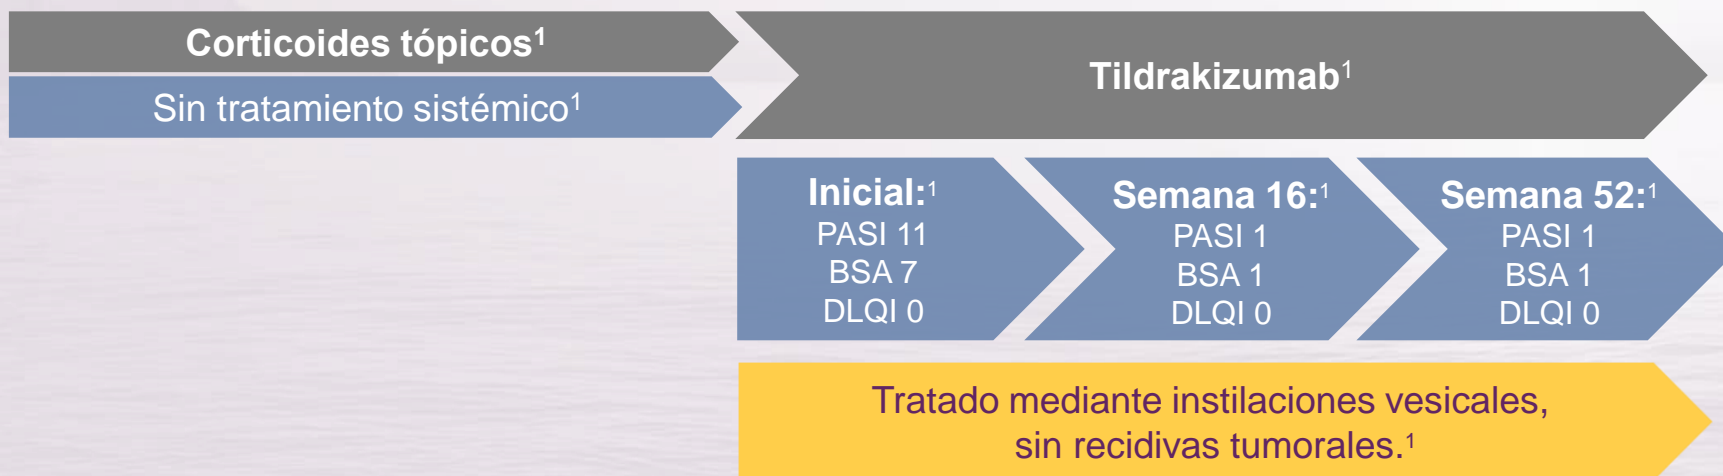 Corticoides tópicos¹
Sin tratamiento sistémico¹
Tildrakizumab¹
Inicial:¹
PASI 11
BSA 7
DLQI 0
Semana 16:¹
PASI 1
BSA 1
DLQI 0
Semana 52:¹
PASI 1
BSA 1
DLQI 0
Tratado mediante instilaciones vesicales,
sin recidivas tumorales.¹